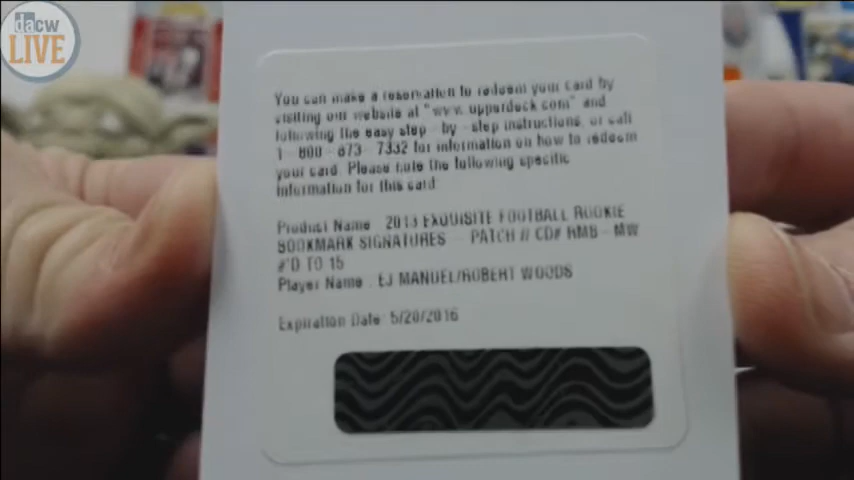 dacw
LIVE
You can make a reservation to redeem your card by
visiting our website at "www.upperdeck.com" and
following the easy step - by - step instructions, or call
1 - 800 - 873 - 7332 for information on how to redeem
your card. Please note the following specific
information for this card:
Product Name : 2013 EXQUISITE FOOTBALL ROOKIE
BOOKMARK SIGNATURES - PATCH // CD# RMB - MW
#'D TO 15
Player Name : EJ MANUEL/ROBERT WOODS
Expiration Date: 5/20/2016